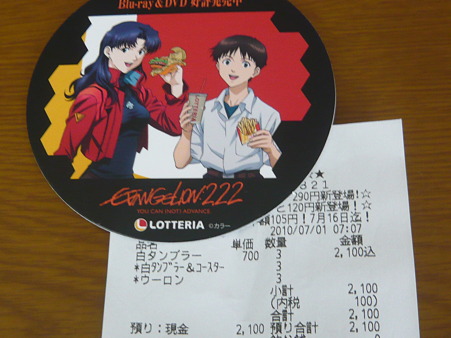 Blu-ray & DVD 好評発売中
EVANGELION:2.22
YOU CAN (NOT) ADVANCE.
LOTTERIA ©カラー
★
321
290円新登場!☆
120円新登場!☆
額105円!7月16日迄!
2010/07/01 07:07
品名 単価 数量 金額
白タンブラー 700 3 2,100込
*白タンブラー&コースター 3
*ウーロン 3
小計 2,100
(内税 100)
合計 2,100
預り:現金 2,100 預り合計 2,100
0